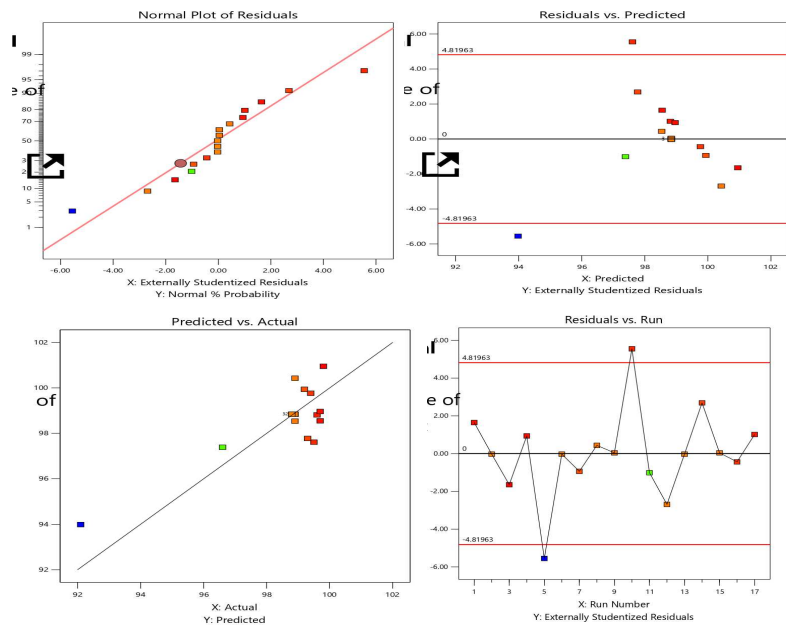 Normal Plot of Residuals
99
95
90
80
70
50
30
20
10
5
1
-6.00 -4.00 -2.00 0.00 2.00 4.00 6.00
X: Externally Studentized Residuals
Y: Normal % Probability
Residuals vs. Predicted
6.00
4.81963
4.00
2.00
0
0.00
-2.00
-4.00
-4.81963
-6.00
92 94 96 98 100 102
X: Predicted
Y: Externally Studentized Residuals
Predicted vs. Actual
102
100
of
98
96
94
92
92 94 96 98 100 102
X: Actual
Y: Predicted
Residuals vs. Run
6.00
4.81963
4.00
e of
2.00
0
0.00
-2.00
-4.00
-4.81963
-6.00
1 3 5 7 9 11 13 15 17
X: Run Number
Y: Externally Studentized Residuals